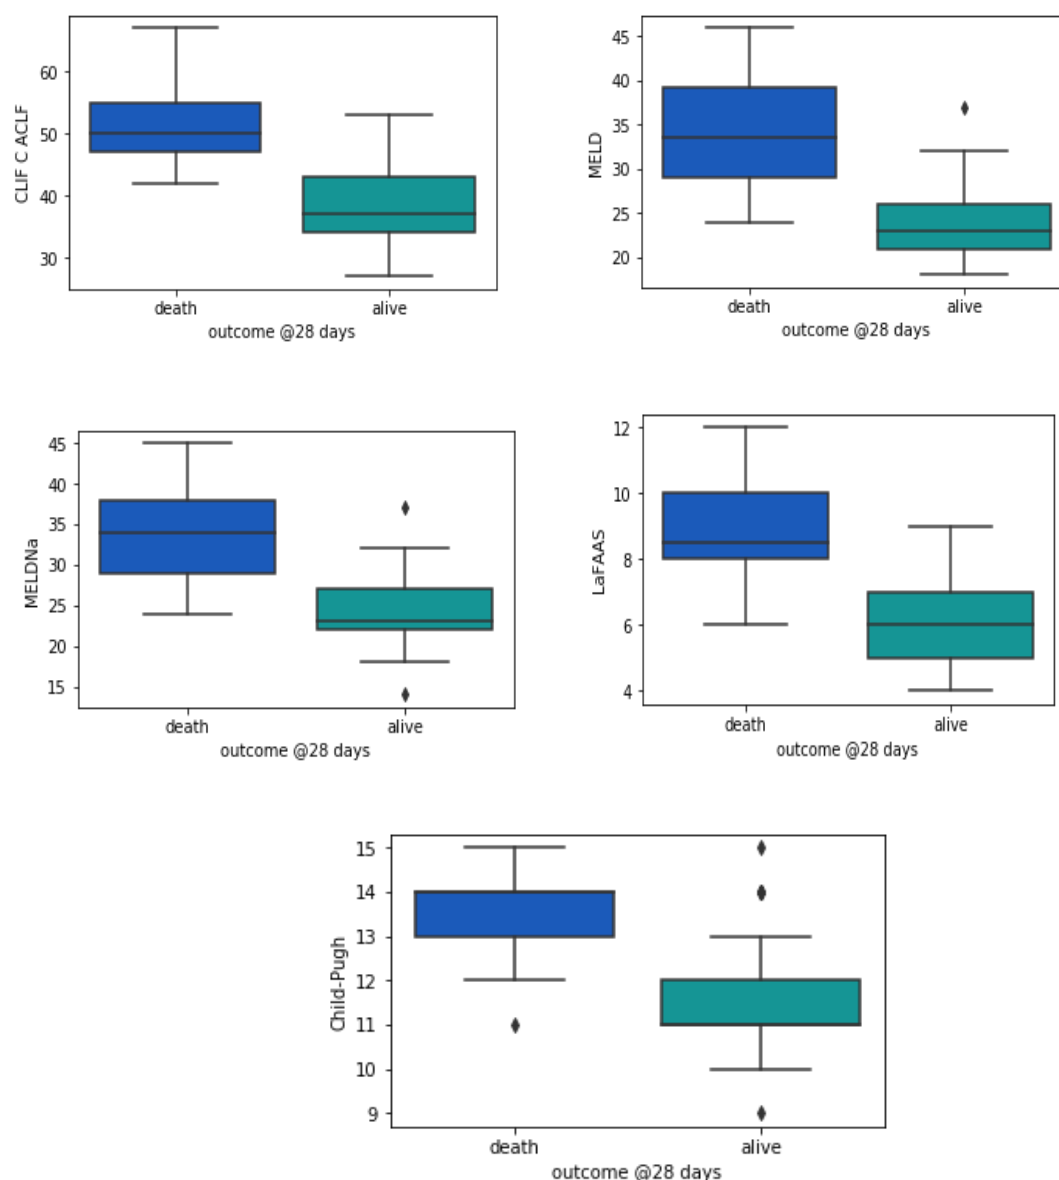 CLIF C ACLF
60
50
40
30
death alive
outcome @28 days
MELD
45
40
35
30
25
20
death alive
outcome @28 days
MELDNa
45
40
35
30
25
20
15
death alive
outcome @28 days
LaFAAS
12
10
8
6
4
death alive
outcome @28 days
Child-Pugh
15
14
13
12
11
10
9
death alive
outcome @28 days